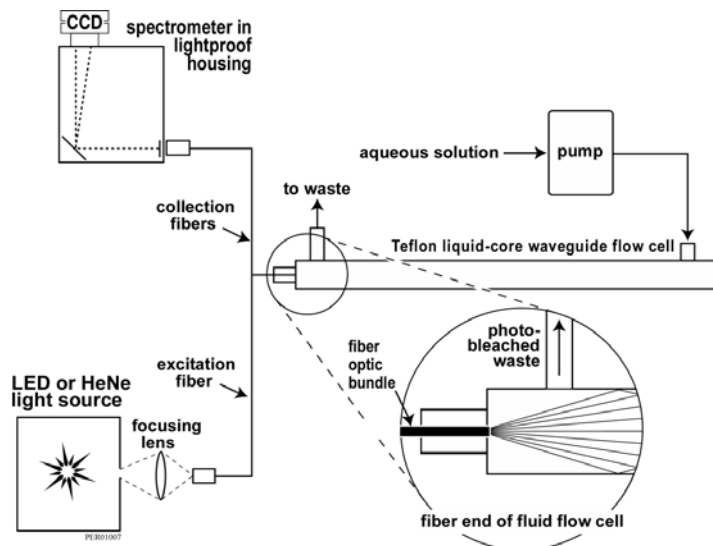 CCD
spectrometer in
lightproof
housing
aqueous solution
pump
to waste
collection
fibers
Teflon liquid-core waveguide flow cell
excitation
fiber
photo-
bleached
waste
fiber
optic
bundle
LED or HeNe
light source
focusing
lens
fiber end of fluid flow cell
PER01007